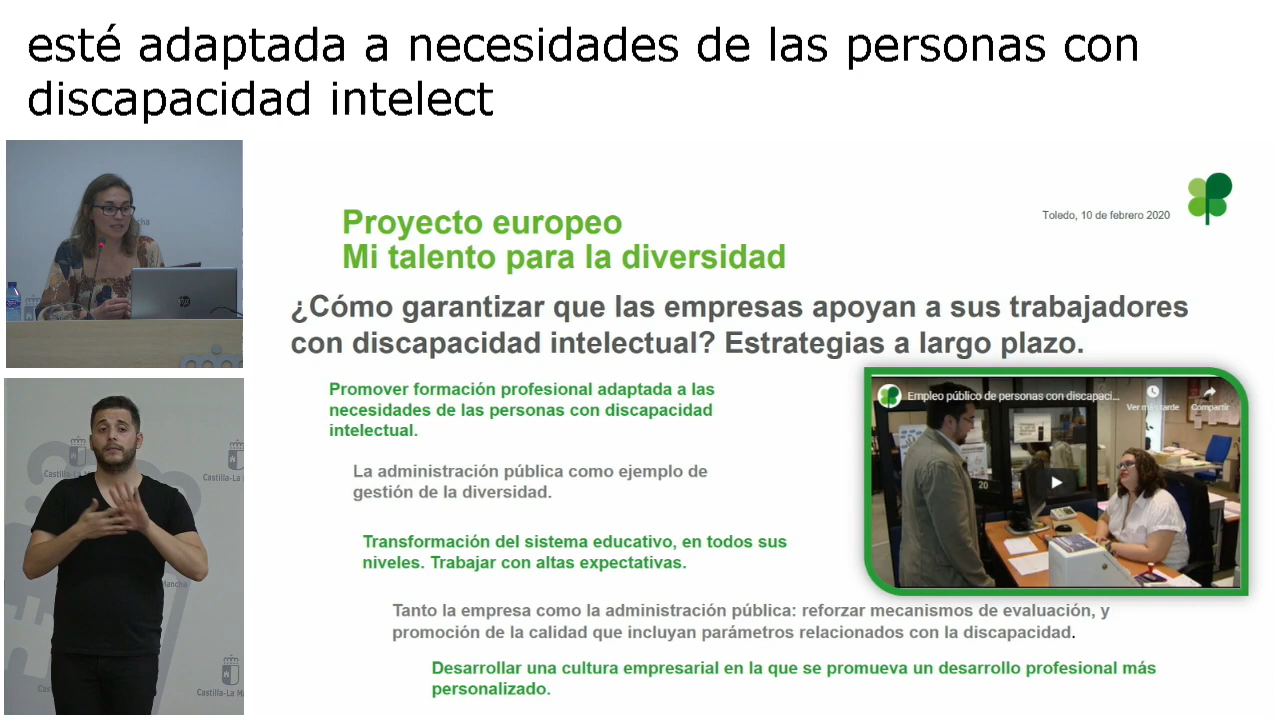 esté adaptada a necesidades de las personas con
discapacidad intelect
Proyecto europeo
Mi talento para la diversidad
Toledo, 10 de febrero 2020
¿Cómo garantizar que las empresas apoyan a sus trabajadores
con discapacidad intelectual? Estrategias a largo plazo.
Promover formación profesional adaptada a las
necesidades de las personas con discapacidad
intelectual.
La administración pública como ejemplo de
gestión de la diversidad.
Transformación del sistema educativo, en todos sus
niveles. Trabajar con altas expectativas.
Tanto la empresa como la administración pública: reforzar mecanismos de evaluación, y
promoción de la calidad que incluyan parámetros relacionados con la discapacidad.
Desarrollar una cultura empresarial en la que se promueva un desarrollo profesional más
personalizado.
Empleo público de personas con discapaci...
Ver más tarde
Compartir
20
hp
Castilla-La M
Castilla-L
Castilla-La Ma